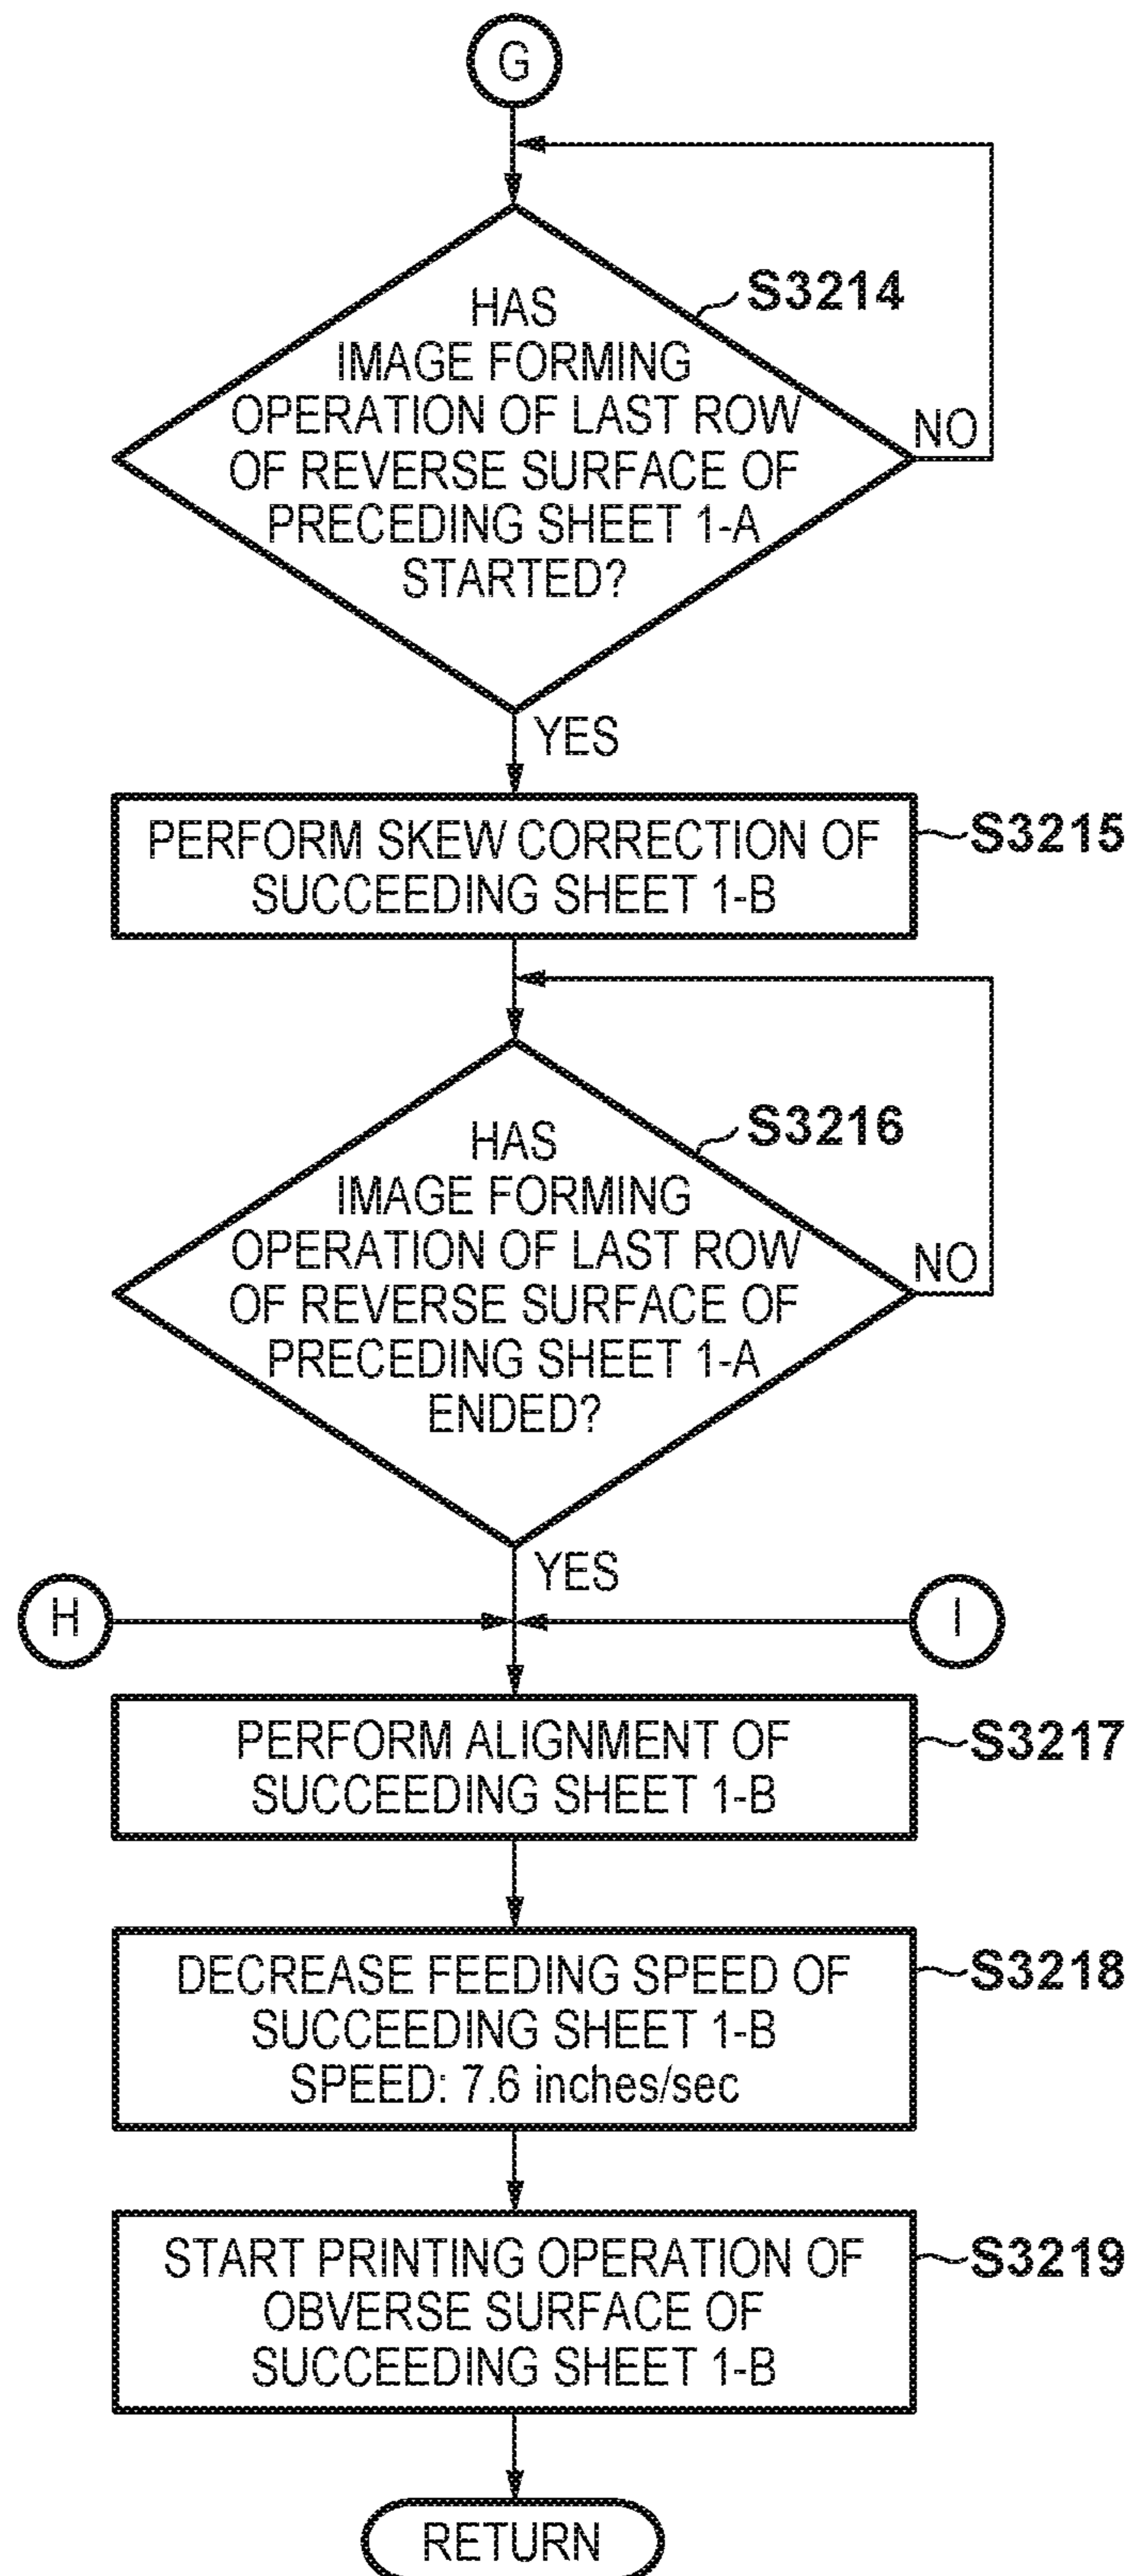 G
HAS
IMAGE FORMING
OPERATION OF LAST ROW
OF REVERSE SURFACE OF
PRECEDING SHEET 1-A
STARTED?
S3214
NO
YES
PERFORM SKEW CORRECTION OF
SUCCEEDING SHEET 1-B
S3215
HAS
IMAGE FORMING
OPERATION OF LAST ROW
OF REVERSE SURFACE OF
PRECEDING SHEET 1-A
ENDED?
S3216
NO
YES
H
I
PERFORM ALIGNMENT OF
SUCCEEDING SHEET 1-B
S3217
DECREASE FEEDING SPEED OF
SUCCEEDING SHEET 1-B
SPEED: 7.6 inches/sec
S3218
START PRINTING OPERATION OF
OBVERSE SURFACE OF
SUCCEEDING SHEET 1-B
S3219
RETURN